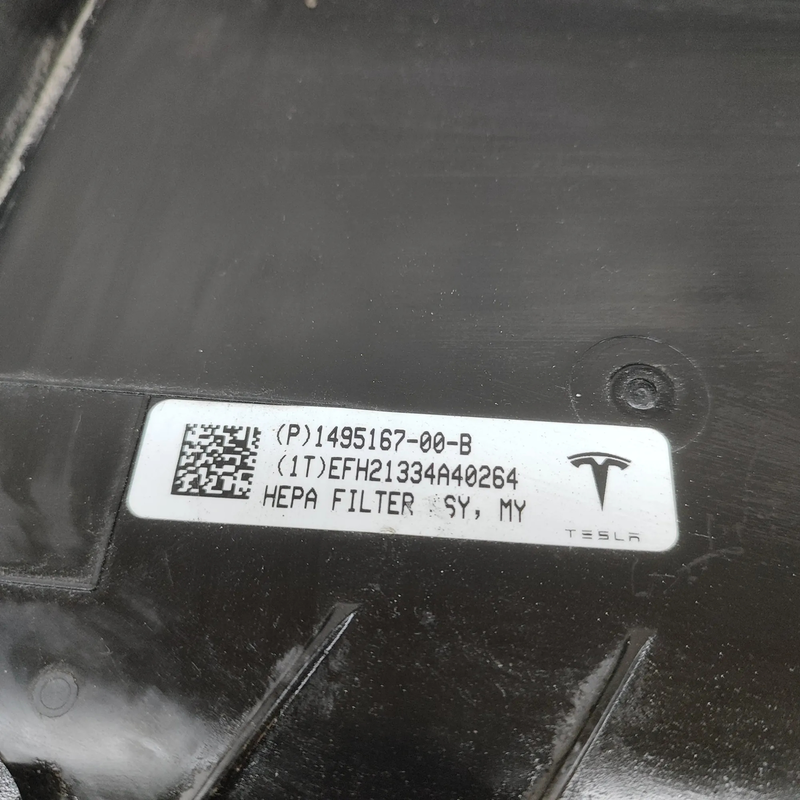 (P)1495167-00-B
(1T)EFH21334A40264
HEPA FILTER SY, MY
TESLA